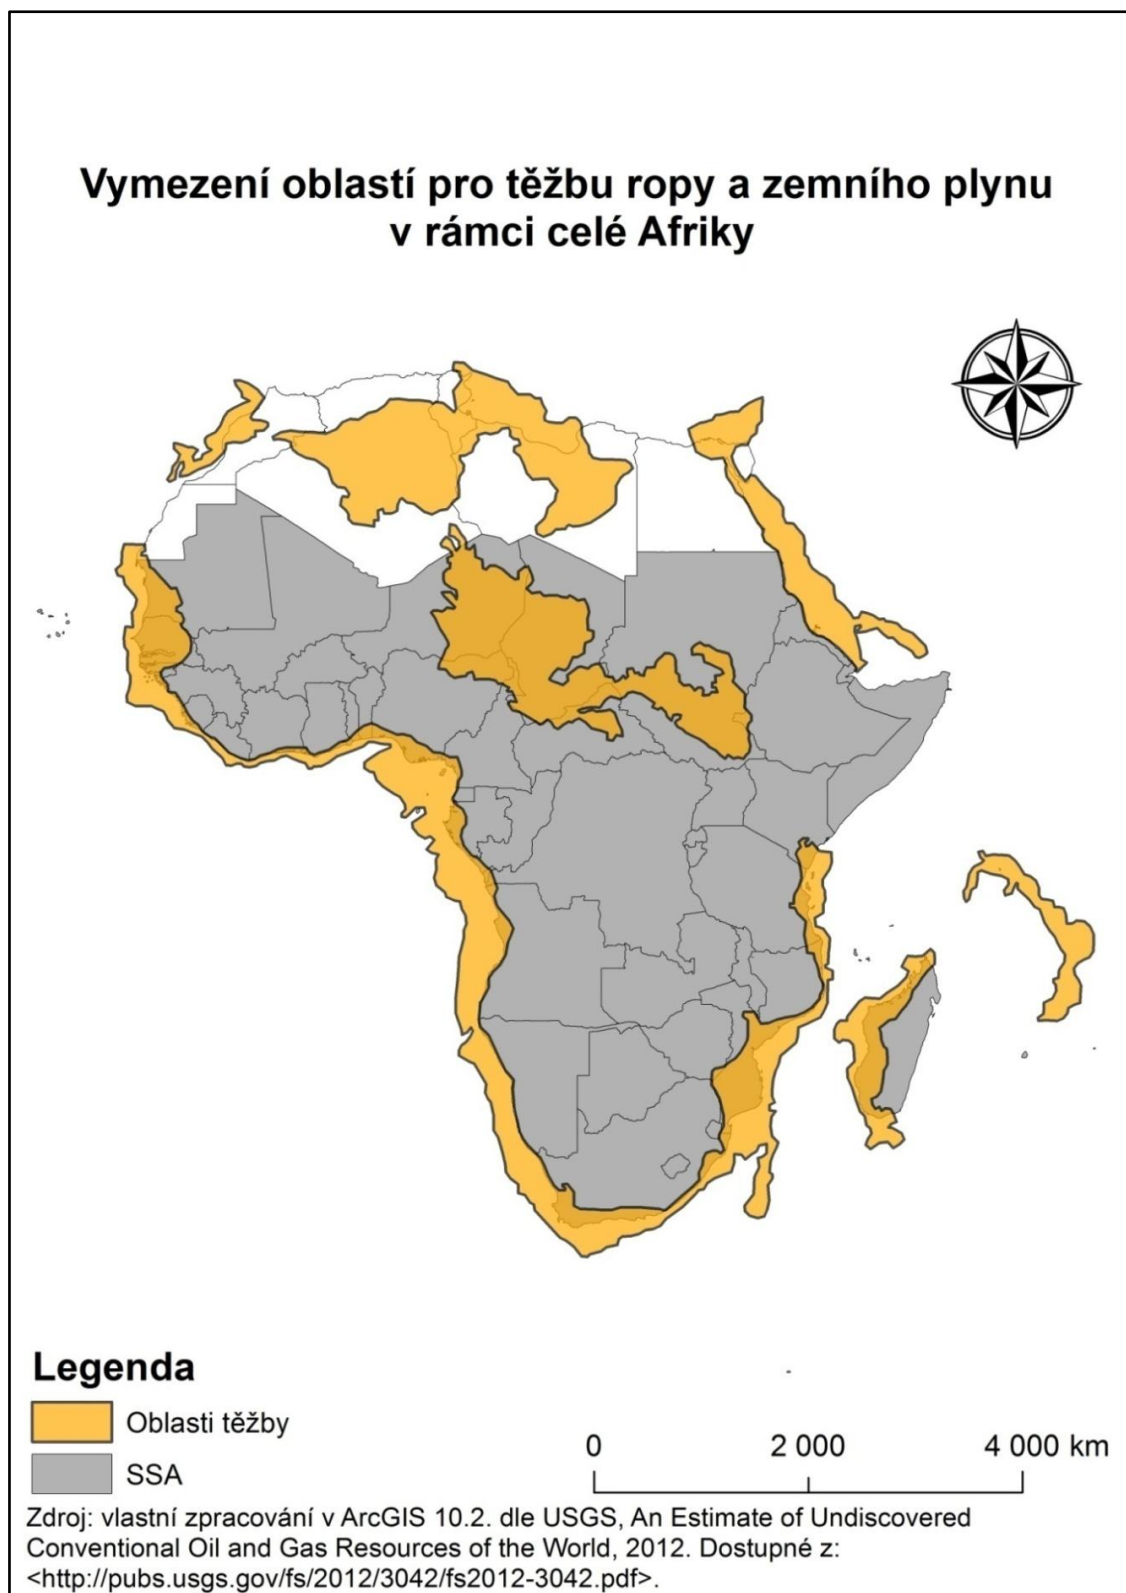 Vymezení oblastí pro těžbu ropy a zemního plynu
v rámci celé Afriky
Legenda
Oblasti těžby
SSA
0 2 000 4 000 km
Zdroj: vlastní zpracování v ArcGIS 10.2. dle USGS, An Estimate of Undiscovered
Conventional Oil and Gas Resources of the World, 2012. Dostupné z:
<http://pubs.usgs.gov/fs/2012/3042/fs2012-3042.pdf>.